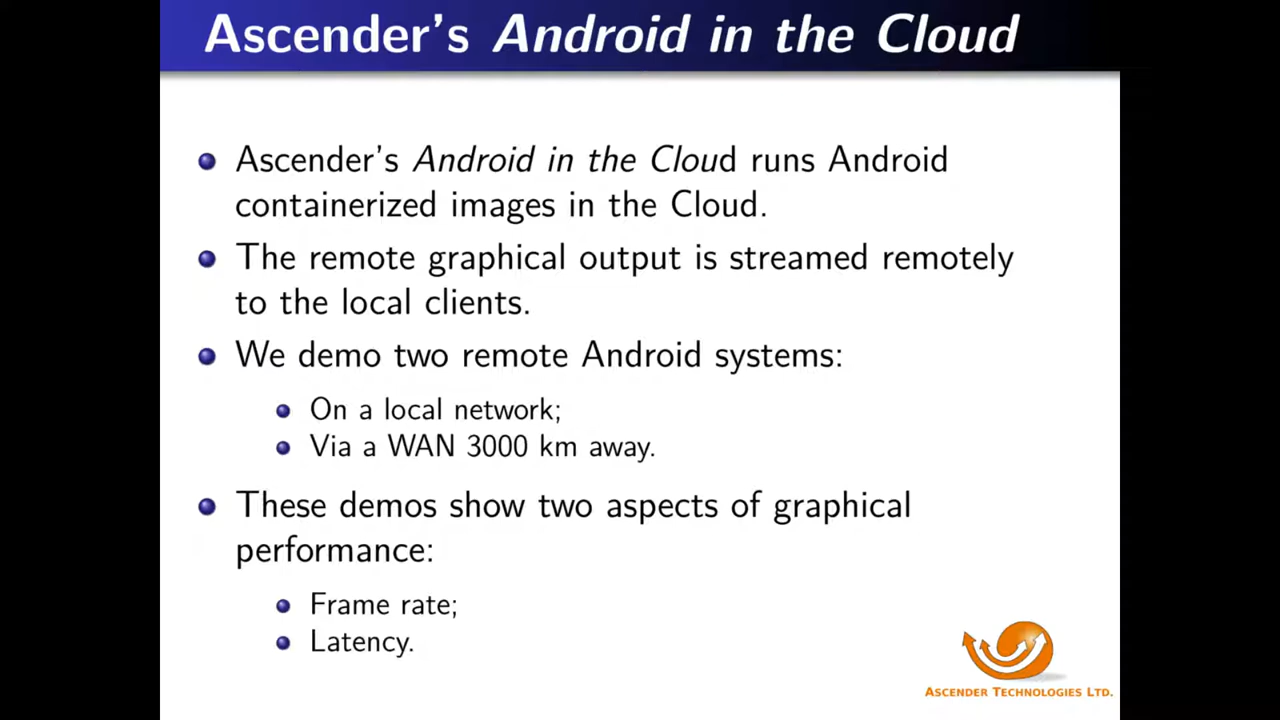 Ascender's Android in the Cloud
Ascender's Android in the Cloud runs Android
containerized images in the Cloud.
The remote graphical output is streamed remotely
to the local clients.
We demo two remote Android systems:
On a local network;
Via a WAN 3000 km away.
These demos show two aspects of graphical
performance:
Frame rate;
Latency.
ASCENDER TECHNOLOGIES LTD.